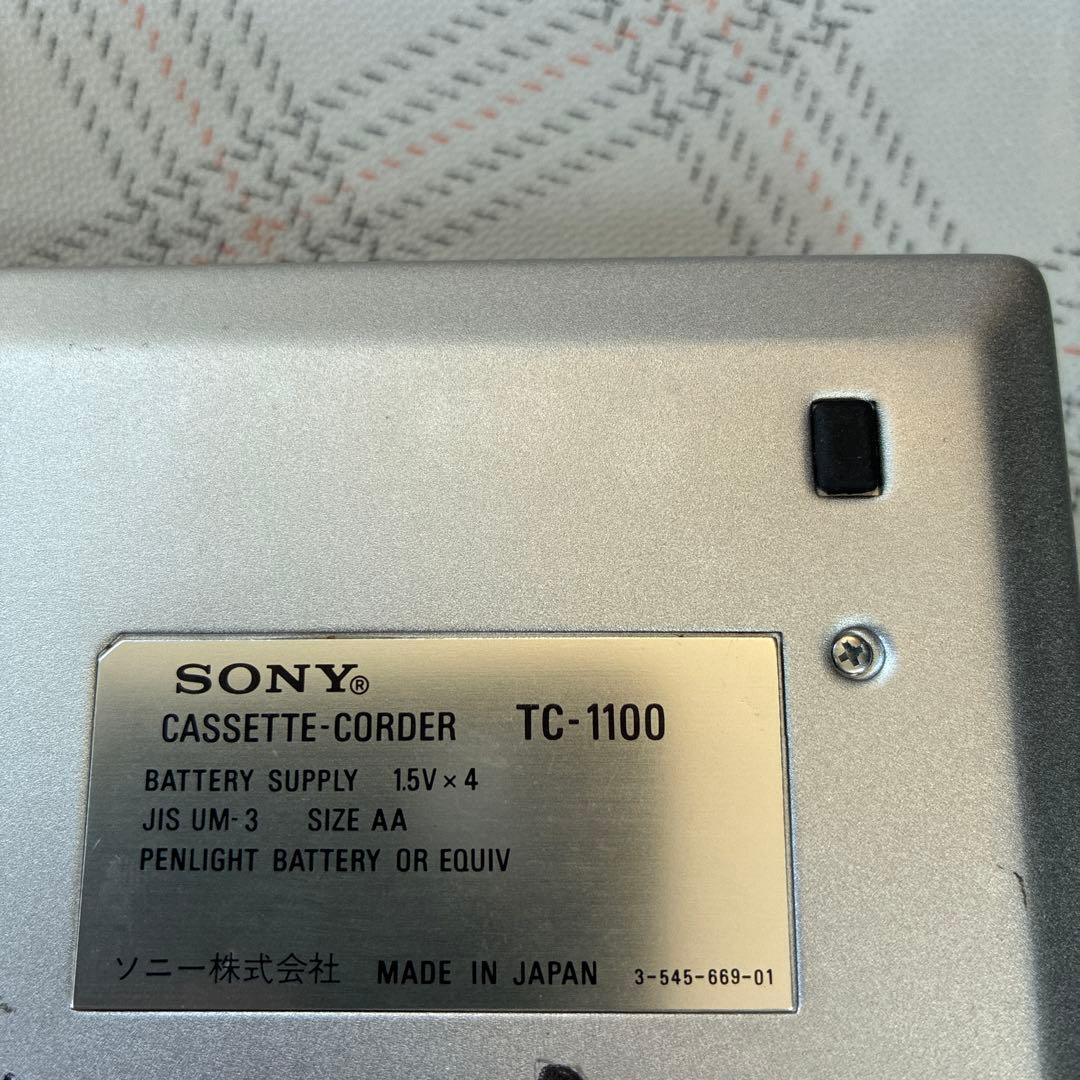 SONY®
CASSETTE-CORDER TC-1100
BATTERY SUPPLY 1.5V×4
JIS UM-3 SIZE AA
PENLIGHT BATTERY OR EQUIV
ソニー株式会社 MADE IN JAPAN 3-545-669-01